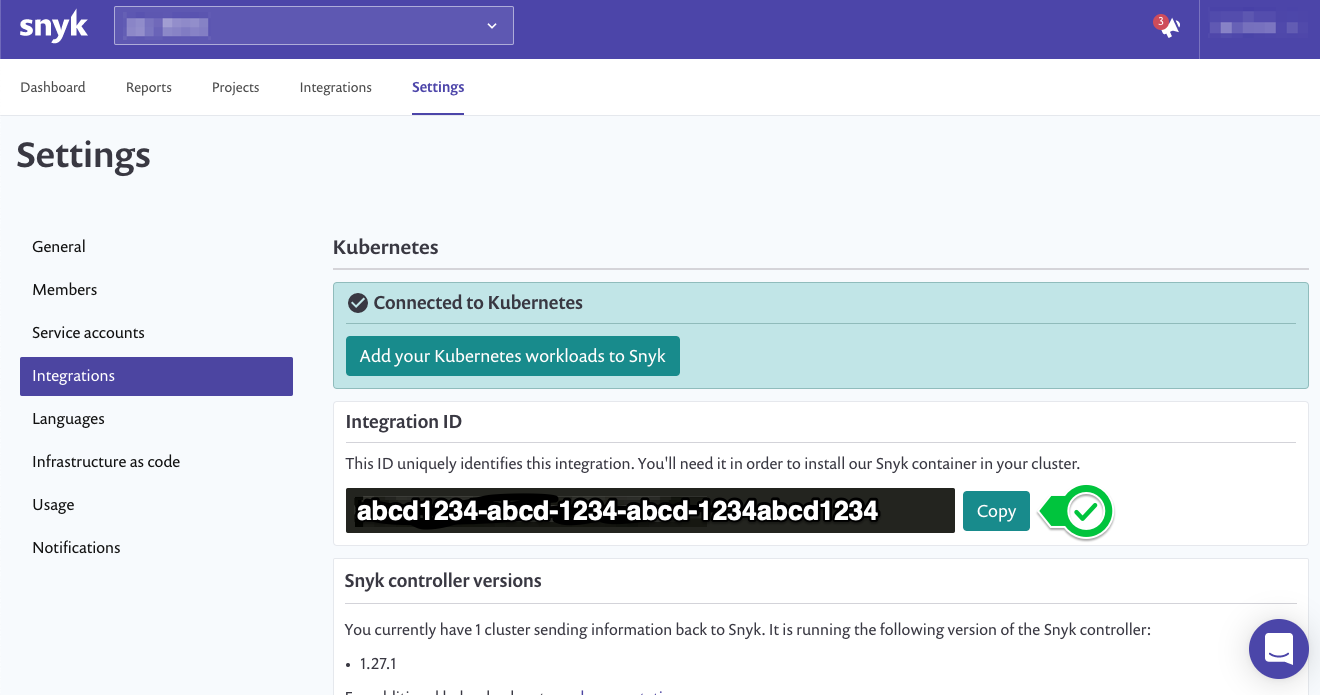 snyk
3
Dashboard Reports Projects Integrations Settings
Settings
General
Members
Service accounts
Integrations
Languages
Infrastructure as code
Usage
Notifications
Kubernetes
Connected to Kubernetes
Add your Kubernetes workloads to Snyk
Integration ID
This ID uniquely identifies this integration. You'll need it in order to install our Snyk container in your cluster.
abcd1234-abcd-1234-abcd-1234abcd1234 Copy
Snyk controller versions
You currently have 1 cluster sending information back to Snyk. It is running the following version of the Snyk controller:
• 1.27.1